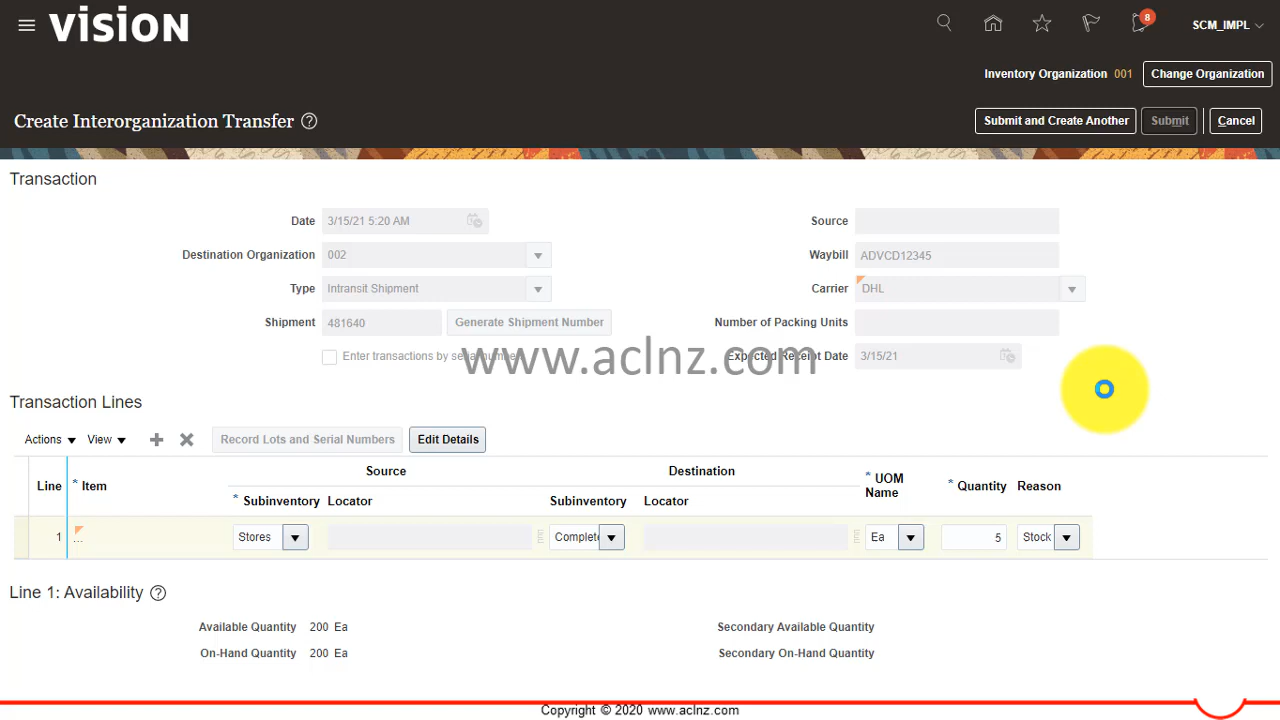 vision
8
SCM_IMPL
Inventory Organization 001 Change Organization
Create Interorganization Transfer ?
Submit and Create Another Submit Cancel
Transaction
Date 3/15/21 5:20 AM
Source
Destination Organization 002
Waybill ADVCD12345
Type Intransit Shipment
Carrier DHL
Shipment 481640 Generate Shipment Number
Number of Packing Units
Enter transactions by serial numbers
Expected Receipt Date 3/15/21
www.aclnz.com
Transaction Lines
Actions View Record Lots and Serial Numbers Edit Details
Source Destination
Line * Item * Subinventory Locator Subinventory Locator * UOM Name * Quantity Reason
1 ... Stores Complete Ea 5 Stock
Line 1: Availability ?
Available Quantity 200 Ea
Secondary Available Quantity
On-Hand Quantity 200 Ea
Secondary On-Hand Quantity
Copyright © 2020 www.aclnz.com